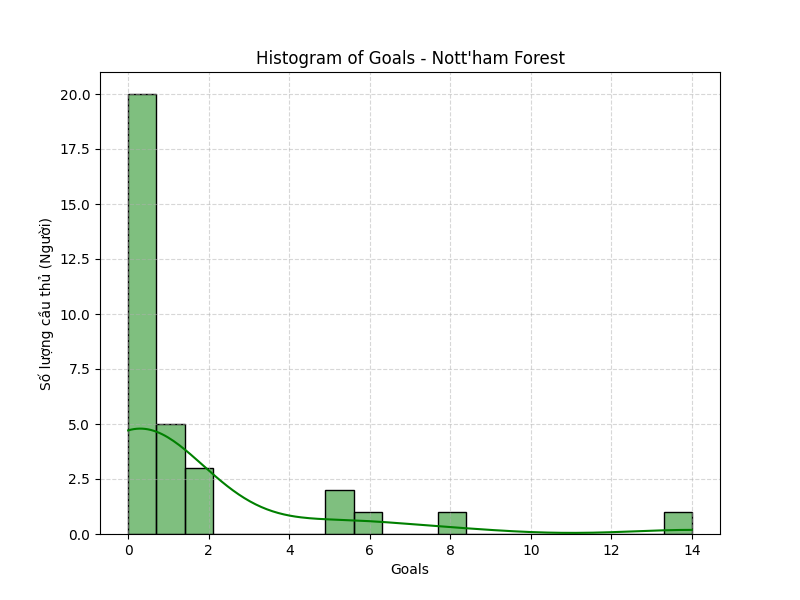 Histogram of Goals - Nott'ham Forest
20.0
17.5
15.0
12.5
10.0
7.5
5.0
2.5
0.0
Số lượng cầu thủ (Người)
0 2 4 6 8 10 12 14
Goals